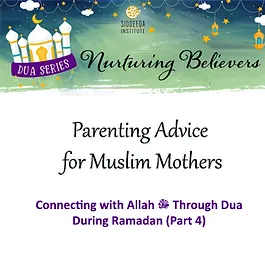 SIDDEEQA
INSTITUTE
DUA SERIES
Nurturing Believers
Parenting Advice
for Muslim Mothers
Connecting with Allah ﷻ Through Dua
During Ramadan (Part 4)